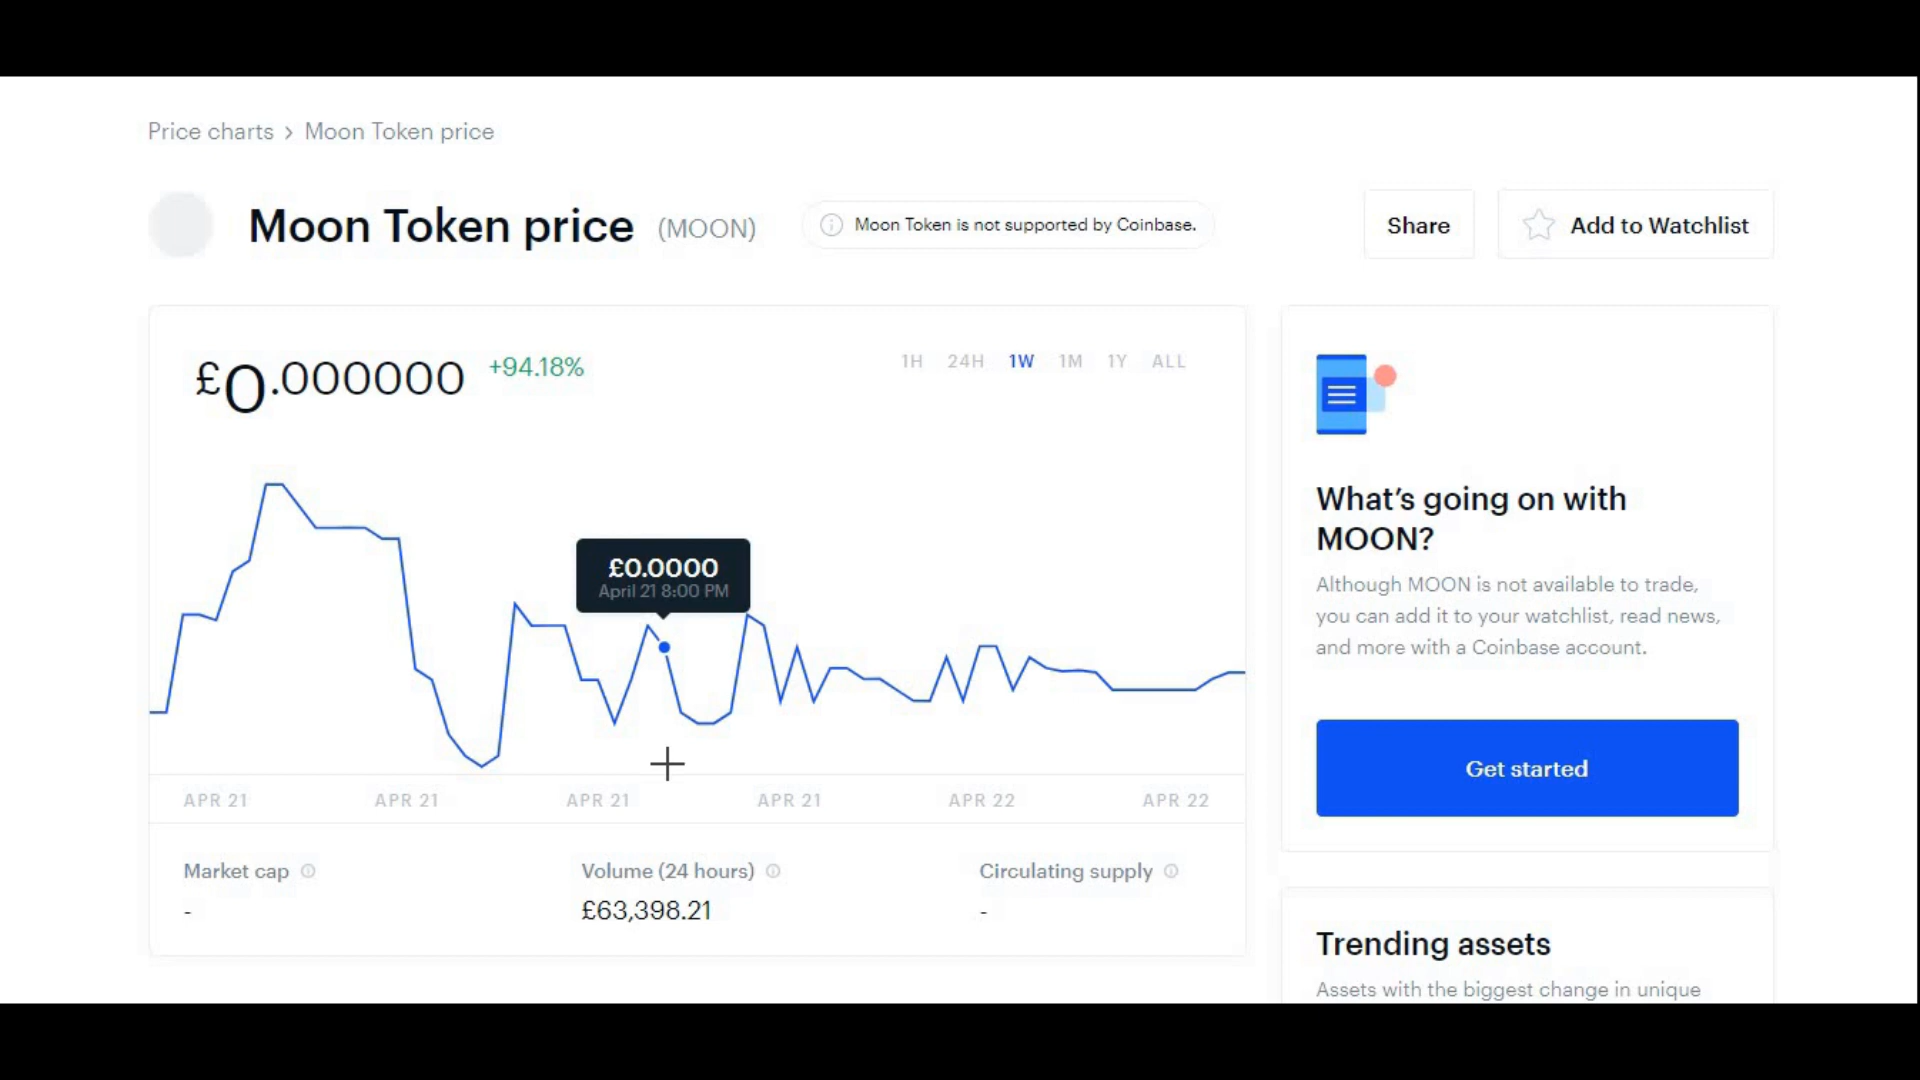 Price charts > Moon Token price
Moon Token price (MOON)
Moon Token is not supported by Coinbase.
Share
Add to Watchlist
£0.000000 +94.18%
1H 24H 1W 1M 1Y ALL
£0.0000
April 21 8:00 PM
APR 21 APR 21 APR 21 APR 21 APR 22 APR 22
Market cap
-
Volume (24 hours)
£63,398.21
Circulating supply
-
What’s going on with
MOON?
Although MOON is not available to trade,
you can add it to your watchlist, read news,
and more with a Coinbase account.
Get started
Trending assets
Assets with the biggest change in unique